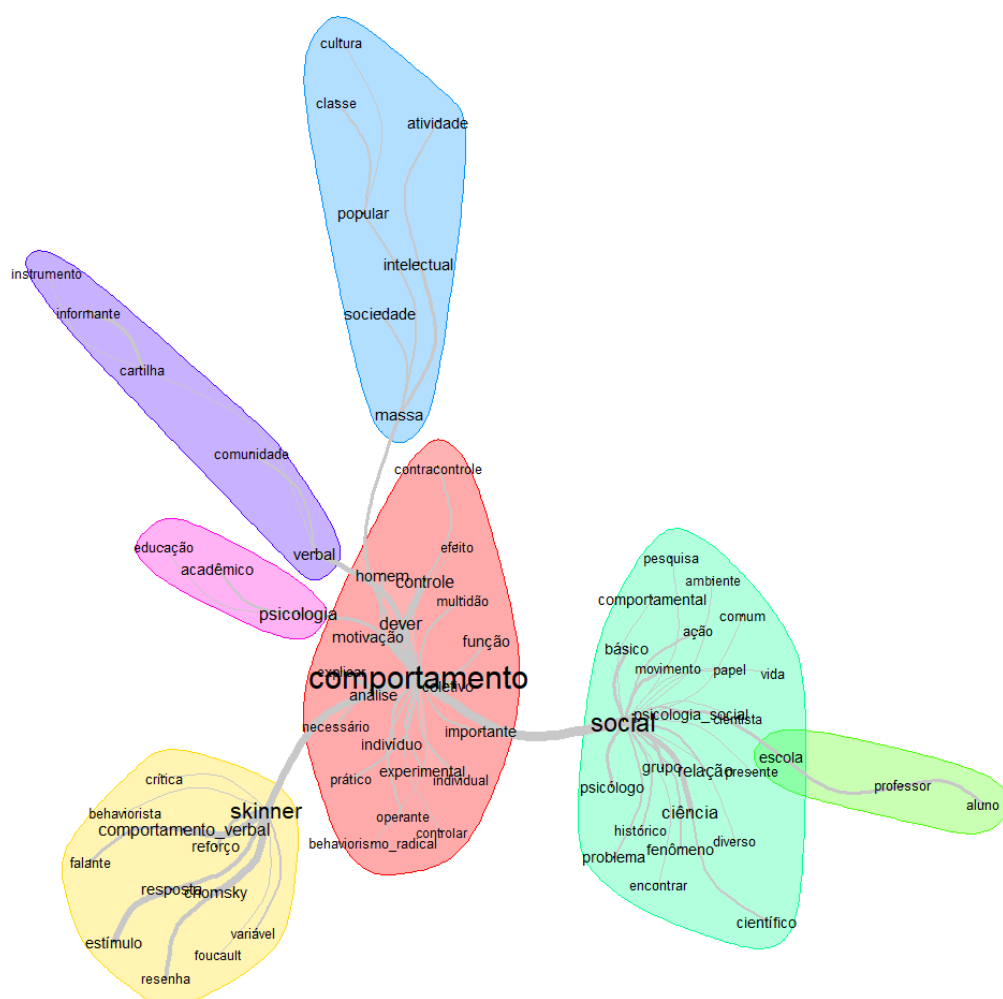 cultura
classe
atividade
popular
intelectual
sociedade
massa
instrumento
informante
cartilha
comunidade
verbal
educação
acadêmico
psicologia
contracontrole
efeito
homem
controle
multidão
dever
motivação
função
explicar
comportamento
coletivo
análise
necessário
importante
indivíduo
prático
experimental
individual
operante
controlar
behaviorismo_radical
pesquisa
ambiente
comportamental
comum
ação
básico
movimento
papel
vida
psicologia_social
cientista
social
escola
grupo
relação
presente
psicólogo
ciência
histórico
diverso
problema
fenômeno
encontrar
científico
professor
aluno
crítica
skinner
behaviorista
comportamento_verbal
reforço
falante
resposta
chomsky
variável
estímulo
foucault
resenha